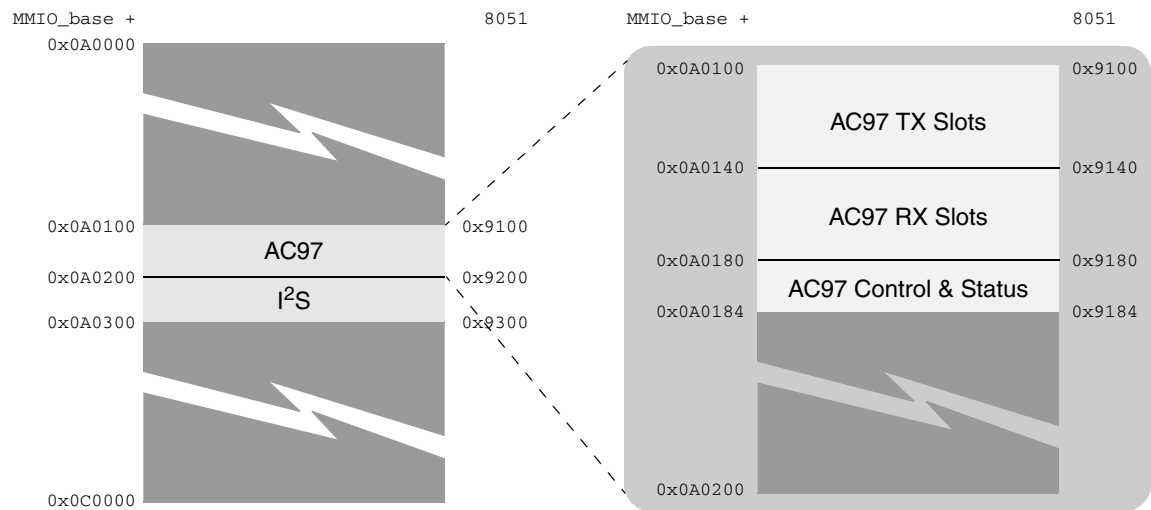 MMIO_base + 8051
0x0A0000
0x0A0100 0x9100
AC97
0x0A0200 0x9200
I²S
0x0A0300 0x9300
0x0C0000
MMIO_base + 8051
0x0A0100 0x9100
AC97 TX Slots
0x0A0140 0x9140
AC97 RX Slots
0x0A0180 0x9180
AC97 Control & Status
0x0A0184 0x9184
0x0A0200